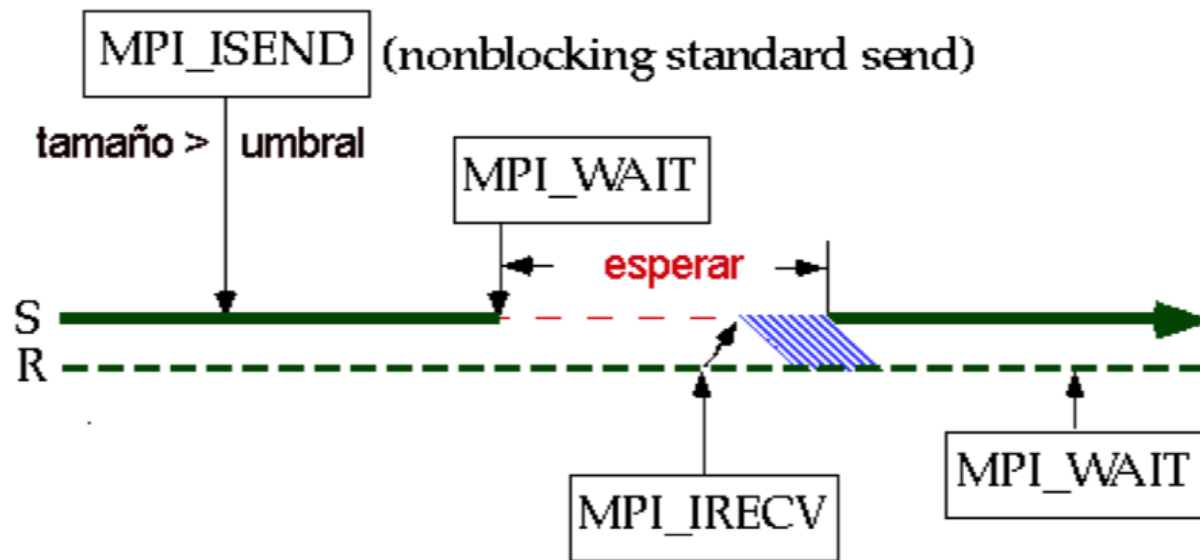 MPI_ISEND (nonblocking standard send)
tamaño > umbral
MPI_WAIT
esperar
S
R
MPI_WAIT
MPI_IRECV